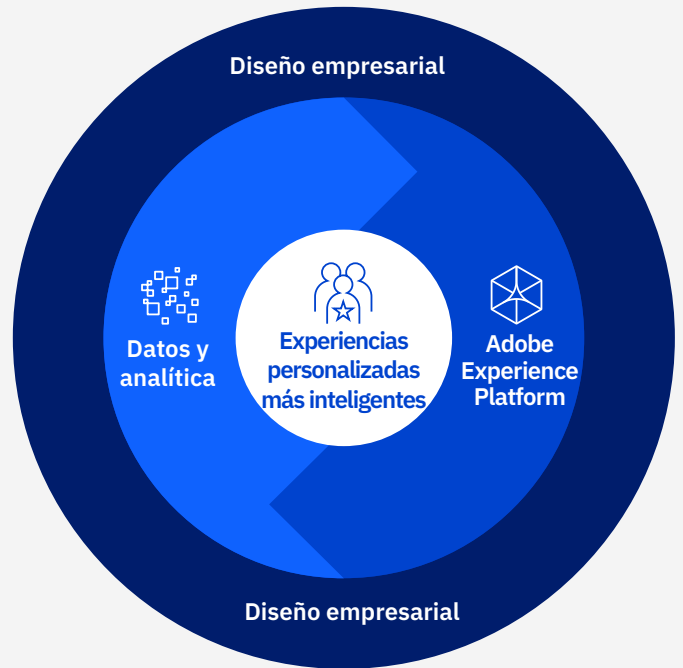 Diseño empresarial
Datos y
analítica
Experiencias
personalizadas
más inteligentes
Adobe
Experience
Platform
Diseño empresarial